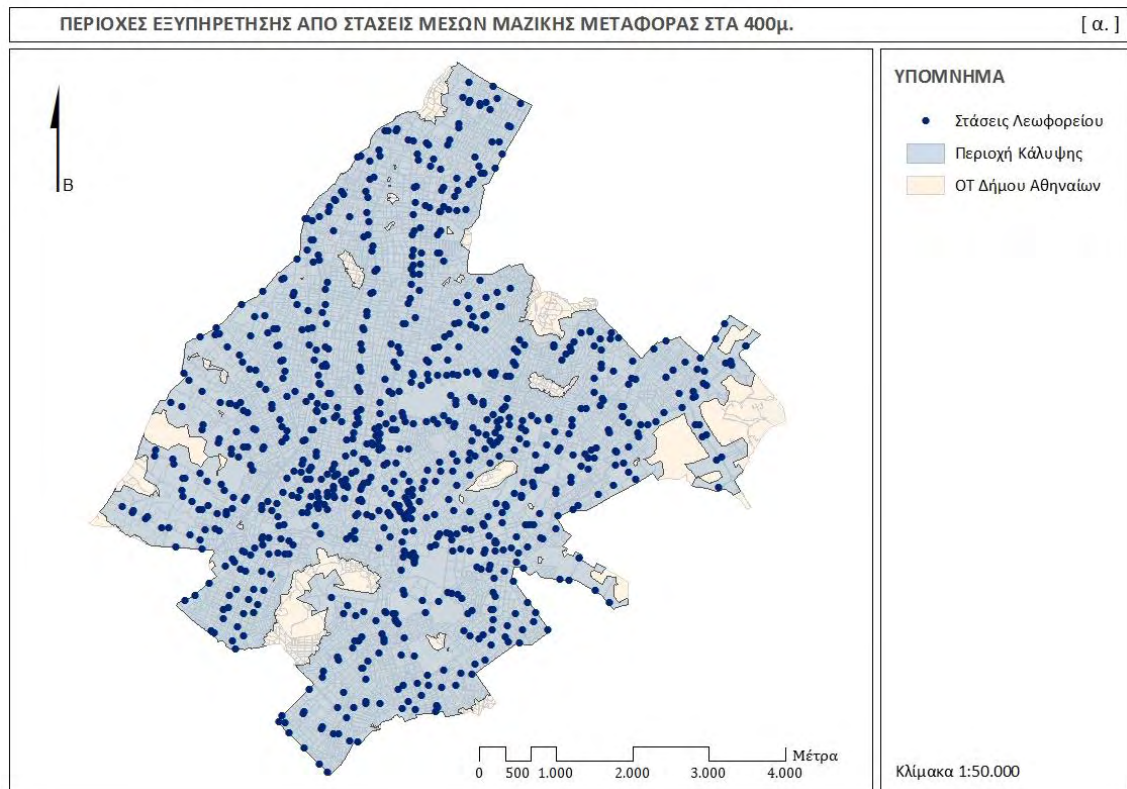 ΠΕΡΙΟΧΕΣ ΕΞΥΠΗΡΕΤΗΣΗΣ ΑΠΟ ΣΤΑΣΕΙΣ ΜΕΣΩΝ ΜΑΖΙΚΗΣ ΜΕΤΑΦΟΡΑΣ ΣΤΑ 400μ. [ α. ]
Β
ΥΠΟΜΝΗΜΑ
Στάσεις Λεωφορείου
Περιοχή Κάλυψης
ΟΤ Δήμου Αθηναίων
Μέτρα
0 500 1.000 2.000 3.000 4.000
Κλίμακα 1:50.000